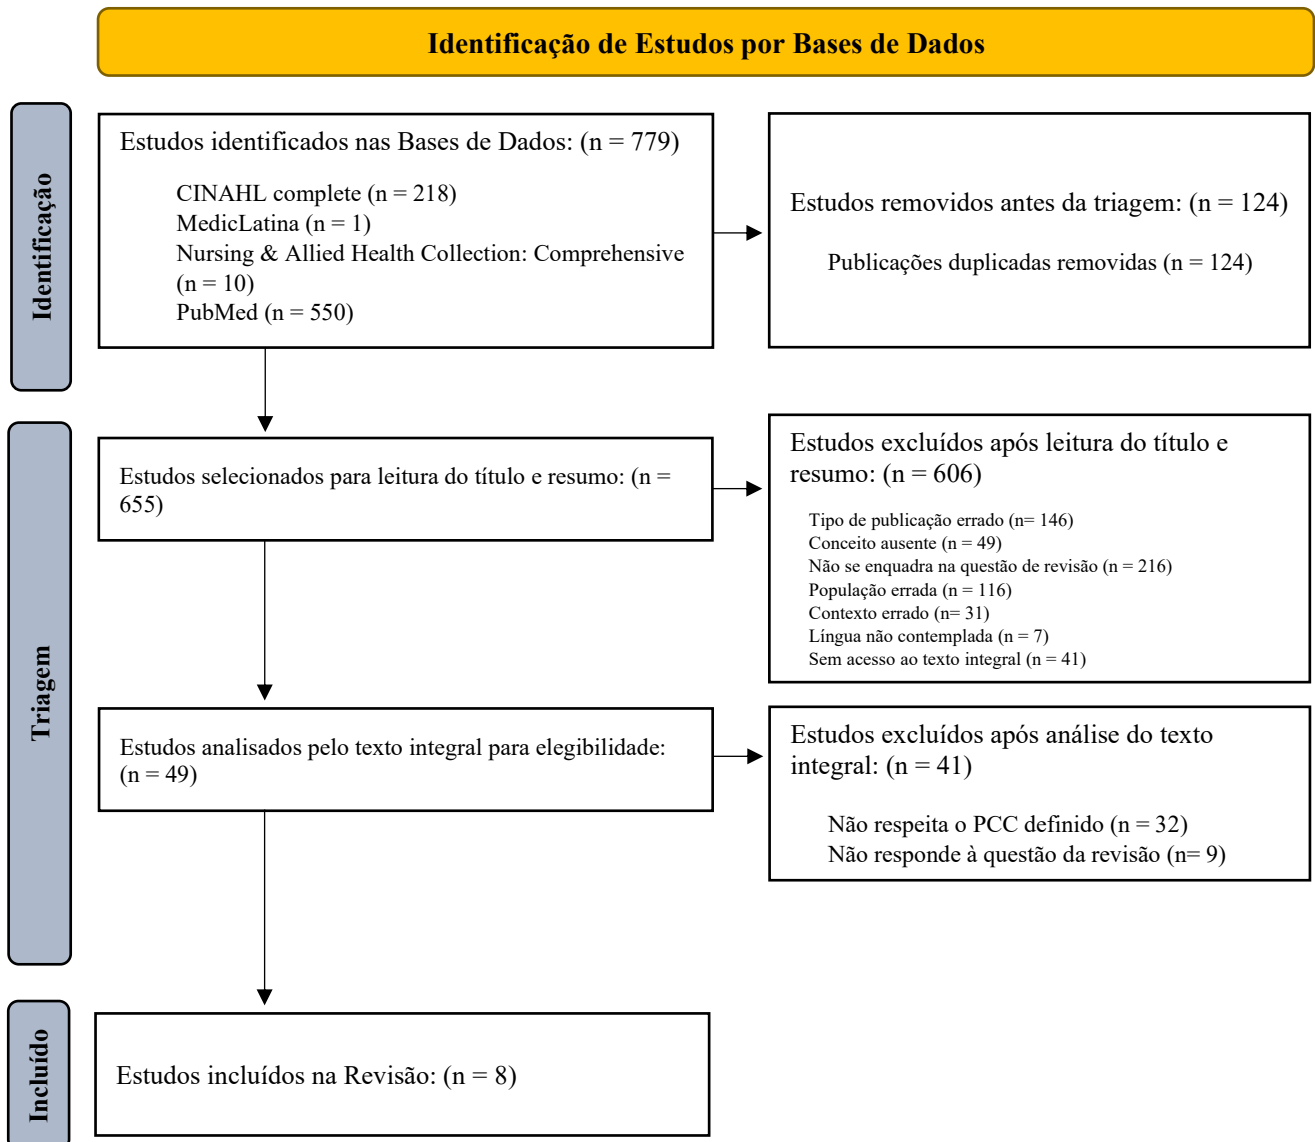 Identificação de Estudos por Bases de Dados
Identificação
Estudos identificados nas Bases de Dados: (n = 779)
CINAHL complete (n = 218)
MedicLatina (n = 1)
Nursing & Allied Health Collection: Comprehensive
(n = 10)
PubMed (n = 550)
Estudos removidos antes da triagem: (n = 124)
Publicações duplicadas removidas (n = 124)
Triagem
Estudos selecionados para leitura do título e resumo: (n =
655)
Estudos excluídos após leitura do título e
resumo: (n = 606)
Tipo de publicação errado (n= 146)
Conceito ausente (n = 49)
Não se enquadra na questão de revisão (n = 216)
População errada (n = 116)
Contexto errado (n= 31)
Língua não contemplada (n = 7)
Sem acesso ao texto integral (n = 41)
Estudos analisados pelo texto integral para elegibilidade:
(n = 49)
Estudos excluídos após análise do texto
integral: (n = 41)
Não respeita o PCC definido (n = 32)
Não responde à questão da revisão (n= 9)
Incluído
Estudos incluídos na Revisão: (n = 8)